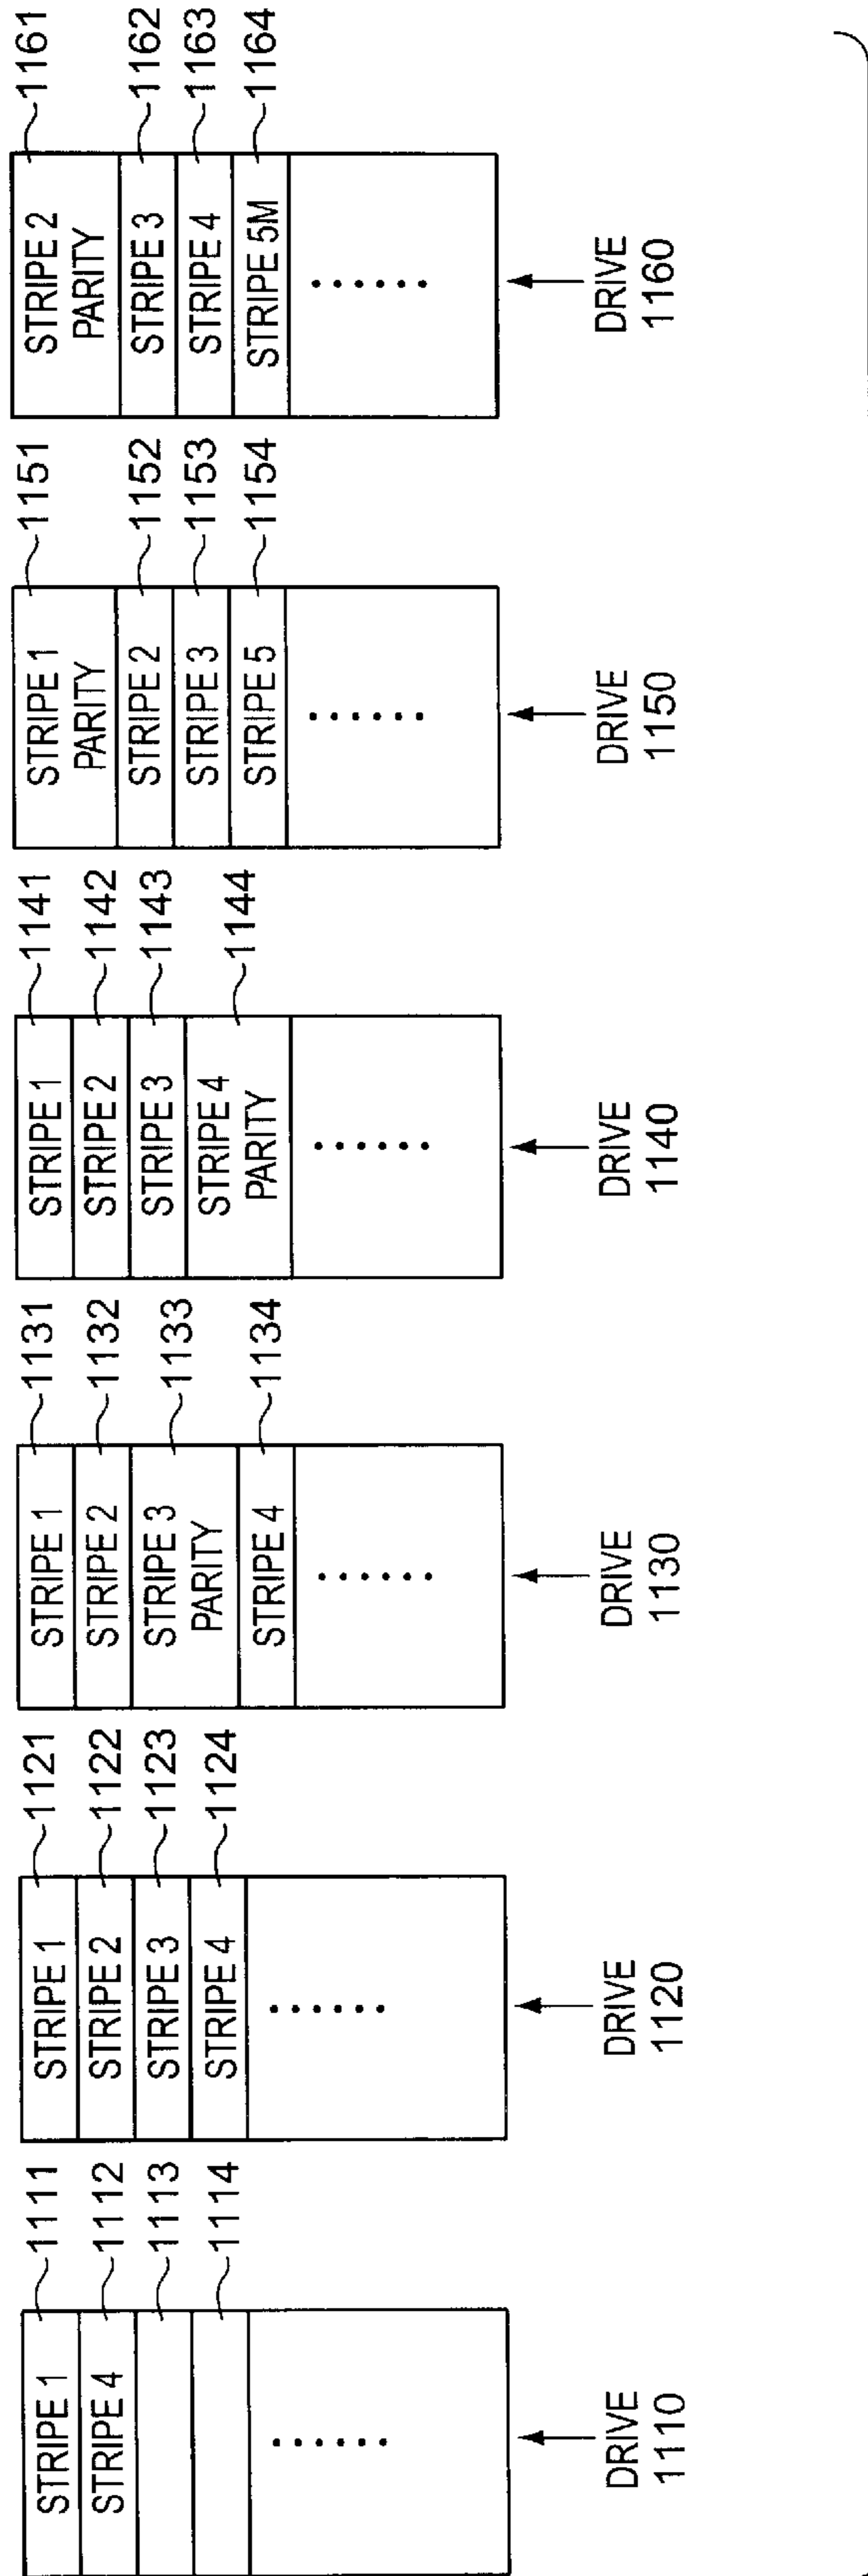 STRIPE 1
1111
STRIPE 4
1112
1113
1114
DRIVE
1110
STRIPE 1
1121
STRIPE 2
1122
STRIPE 3
1123
STRIPE 4
1124
DRIVE
1120
STRIPE 1
1131
STRIPE 2
1132
STRIPE 3
PARITY
1133
STRIPE 4
1134
DRIVE
1130
STRIPE 1
1141
STRIPE 2
1142
STRIPE 3
1143
STRIPE 4
PARITY
1144
DRIVE
1140
STRIPE 1
PARITY
1151
STRIPE 2
1152
STRIPE 3
1153
STRIPE 5
1154
DRIVE
1150
STRIPE 2
PARITY
1161
STRIPE 3
1162
STRIPE 4
1163
STRIPE 5M
1164
DRIVE
1160